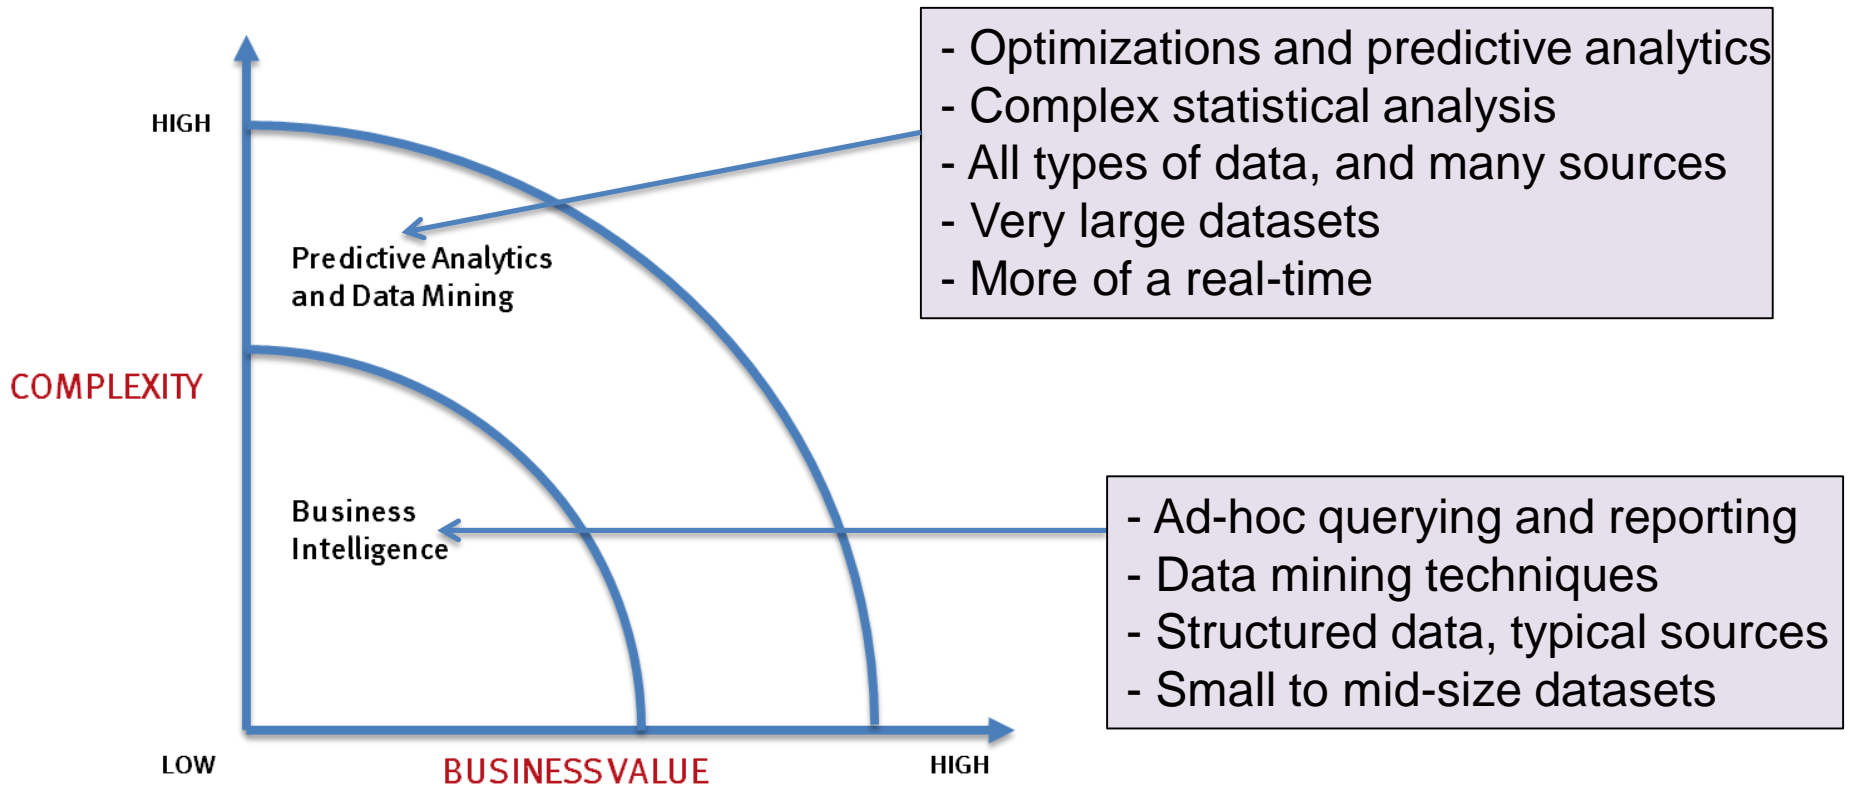 - Optimizations and predictive analytics
- Complex statistical analysis
- All types of data, and many sources
- Very large datasets
- More of a real-time
HIGH
Predictive Analytics
and Data Mining
COMPLEXITY
Business
Intelligence
- Ad-hoc querying and reporting
- Data mining techniques
- Structured data, typical sources
- Small to mid-size datasets
LOW
BUSINESS VALUE
HIGH